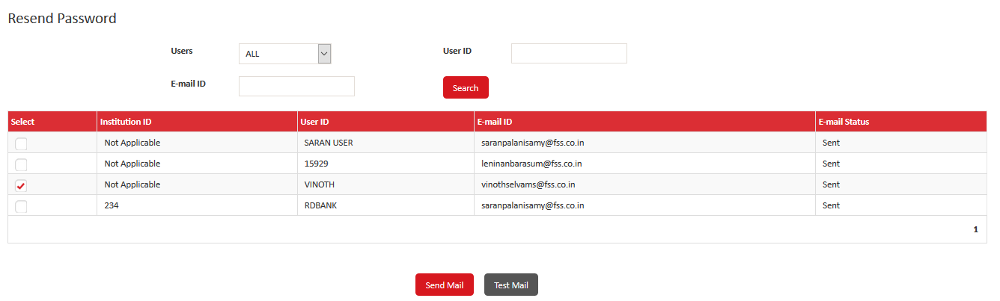 Resend Password
Users ALL User ID
E-mail ID Search
Select Institution ID User ID E-mail ID E-mail Status
Not Applicable SARAN USER saranpalanisamy@fss.co.in Sent
Not Applicable 15929 leninanbarasum@fss.co.in Sent
Not Applicable VINOTH vinothselvams@fss.co.in Sent
234 RDBANK saranpalanisamy@fss.co.in Sent
1
Send Mail Test Mail